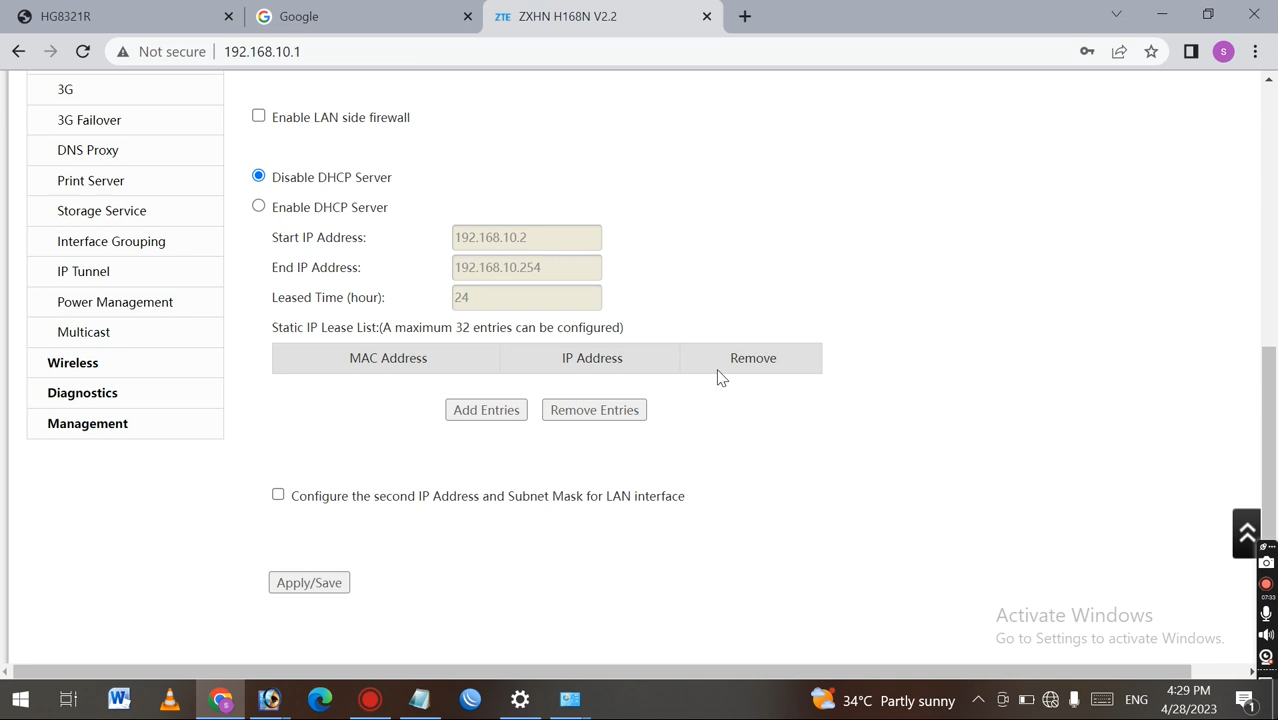 HG8321R
Google
ZTE ZXHN H168N V2.2
Not secure 192.168.10.1
S
3G
3G Failover
DNS Proxy
Print Server
Storage Service
Interface Grouping
IP Tunnel
Power Management
Multicast
Wireless
Diagnostics
Management
Enable LAN side firewall
Disable DHCP Server
Enable DHCP Server
Start IP Address: 192.168.10.2
End IP Address: 192.168.10.254
Leased Time (hour): 24
Static IP Lease List:(A maximum 32 entries can be configured)
MAC Address IP Address Remove
Add Entries Remove Entries
Configure the second IP Address and Subnet Mask for LAN interface
Apply/Save
07:33
Activate Windows
Go to Settings to activate Windows.
34°C Partly sunny
ENG
4:29 PM
4/28/2023
1